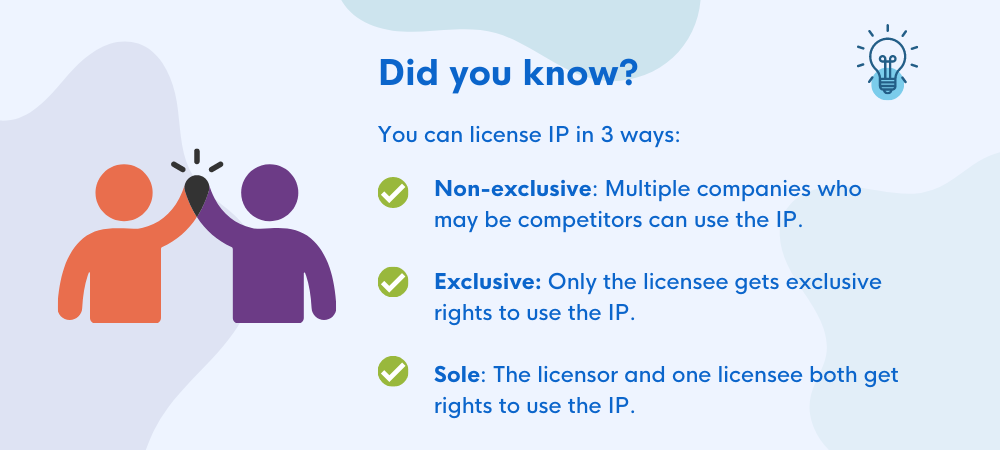 Did you know?
You can license IP in 3 ways:
Non-exclusive: Multiple companies who
may be competitors can use the IP.
Exclusive: Only the licensee gets exclusive
rights to use the IP.
Sole: The licensor and one licensee both get
rights to use the IP.